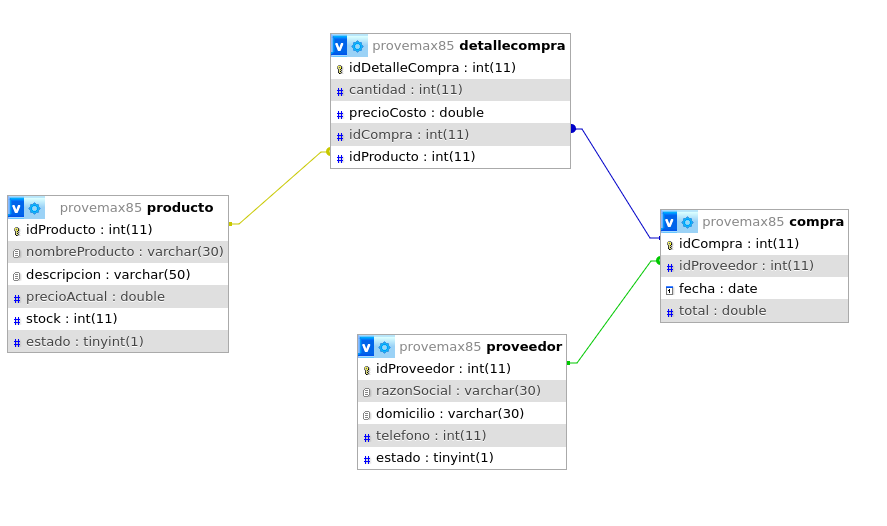 provemax85 detallecompra
idDetalleCompra : int(11)
cantidad : int(11)
precioCosto : double
idCompra : int(11)
idProducto : int(11)
provemax85 producto
idProducto : int(11)
nombreProducto : varchar(30)
descripcion : varchar(50)
precioActual : double
stock : int(11)
estado : tinyint(1)
provemax85 compra
idCompra : int(11)
idProveedor : int(11)
fecha : date
total : double
provemax85 proveedor
idProveedor : int(11)
razonSocial : varchar(30)
domicilio : varchar(30)
telefono : int(11)
estado : tinyint(1)